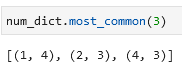 num_dict.most_common(3)
[(1, 4), (2, 3), (4, 3)]